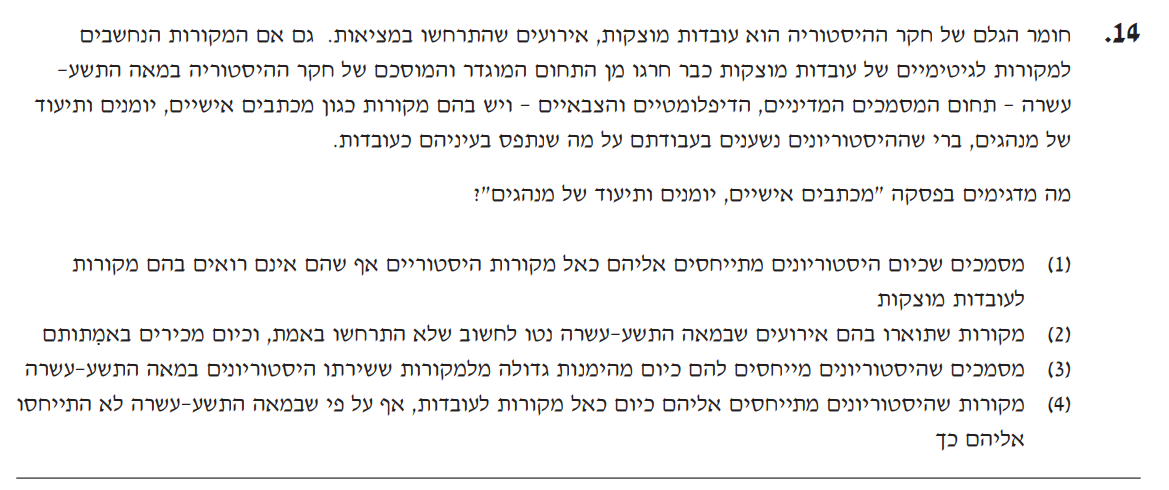 14. חומר הגלם של חקר ההיסטוריה הוא עובדות מוצקות, אירועים שהתרחשו במציאות. גם אם המקורות הנחשבים
למקורות לגיטימיים של עובדות מוצקות כבר חרגו מן התחום המוגדר והמוסכם של חקר ההיסטוריה במאה התשע-
עשרה - תחום המסמכים המדיניים, הדיפלומטיים והצבאיים - ויש בהם מקורות כגון מכתבים אישיים, יומנים ותיעוד
של מנהגים, ברי שההיסטוריונים נשענים בעבודתם על מה שנתפס בעיניהם כעובדות.
מה מדגימים בפסקה "מכתבים אישיים, יומנים ותיעוד של מנהגים"?
(1) מסמכים שכיום היסטוריונים מתייחסים אליהם כאל מקורות היסטוריים אף שהם אינם רואים בהם מקורות
לעובדות מוצקות
(2) מקורות שתוארו בהם אירועים שבמאה התשע-עשרה נטו לחשוב שלא התרחשו באמת, וכיום מכירים באמִתותם
(3) מסמכים שהיסטוריונים מייחסים להם כיום מהימנות גדולה מלמקורות ששירתו היסטוריונים במאה התשע-עשרה
(4) מקורות שהיסטוריונים מתייחסים אליהם כיום כאל מקורות לעובדות, אף על פי שבמאה התשע-עשרה לא התייחסו
אליהם כך